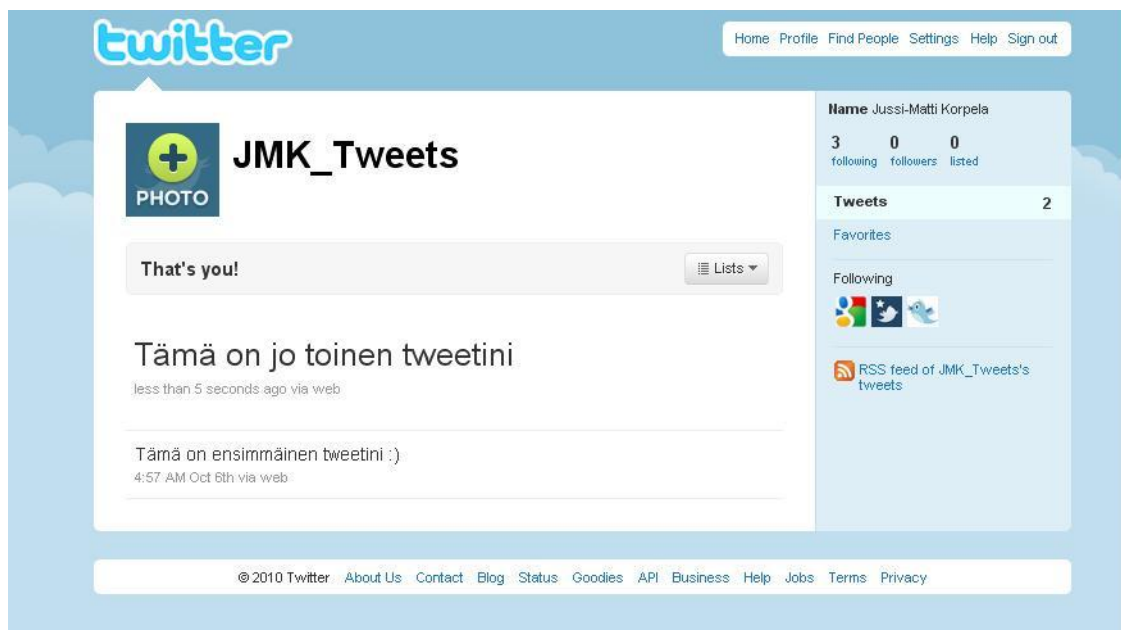 twitter
Home Profile Find People Settings Help Sign out
PHOTO
JMK_Tweets
That's you!
Lists
Tämä on jo toinen tweetini
less than 5 seconds ago via web
Tämä on ensimmäinen tweetini :)
4:57 AM Oct 6th via web
Name Jussi-Matti Korpela
3 0 0
following followers listed
Tweets 2
Favorites
Following
RSS feed of JMK_Tweets's
tweets
© 2010 Twitter About Us Contact Blog Status Goodies API Business Help Jobs Terms Privacy